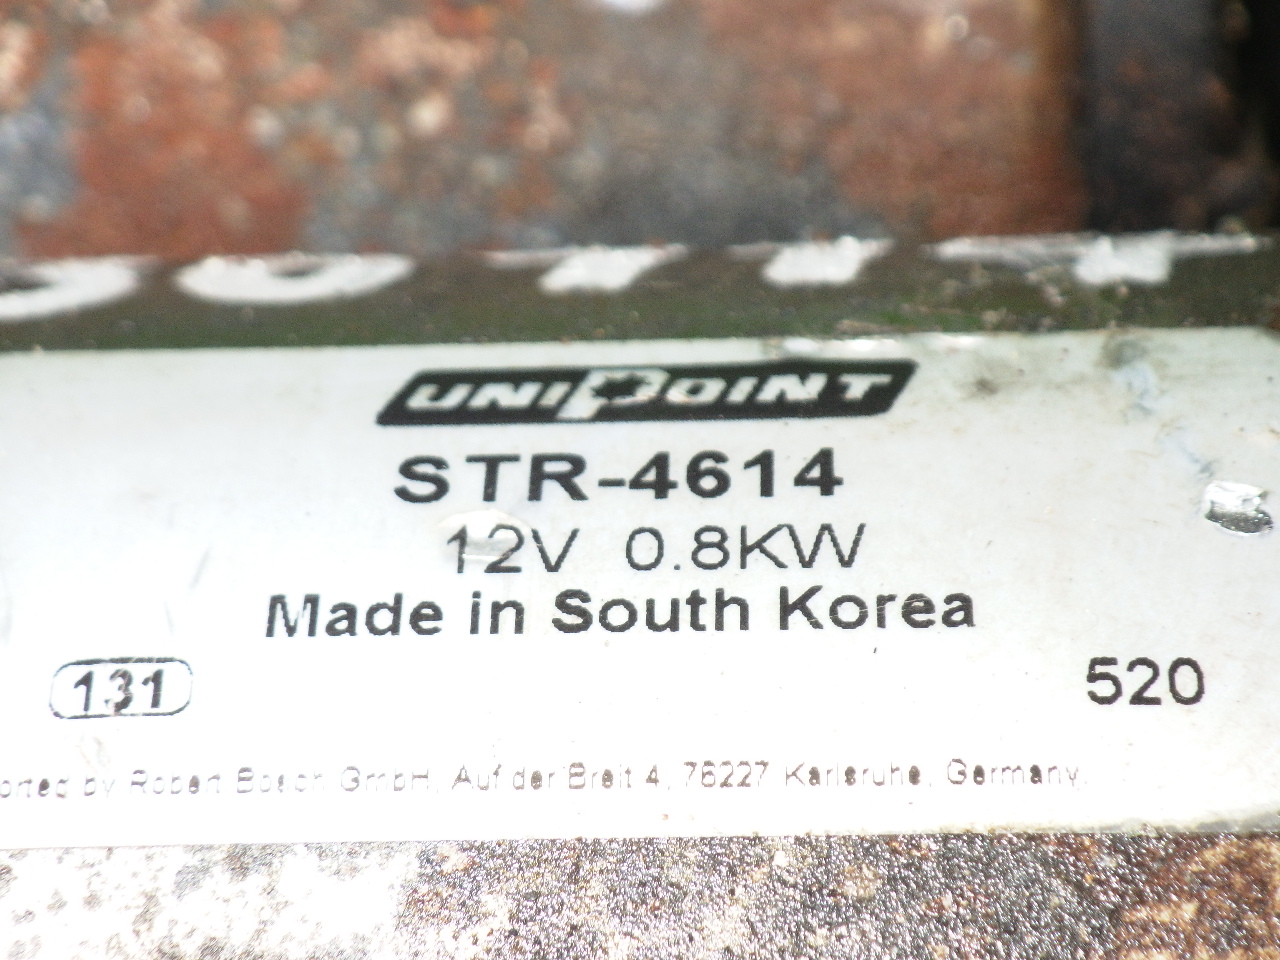 UNIPOINT
STR-4614
12V 0.8KW
Made in South Korea
131
520
by Robert Bosch GmbH, Auf der Breit 4, 76227 Karlsruhe, Germany.